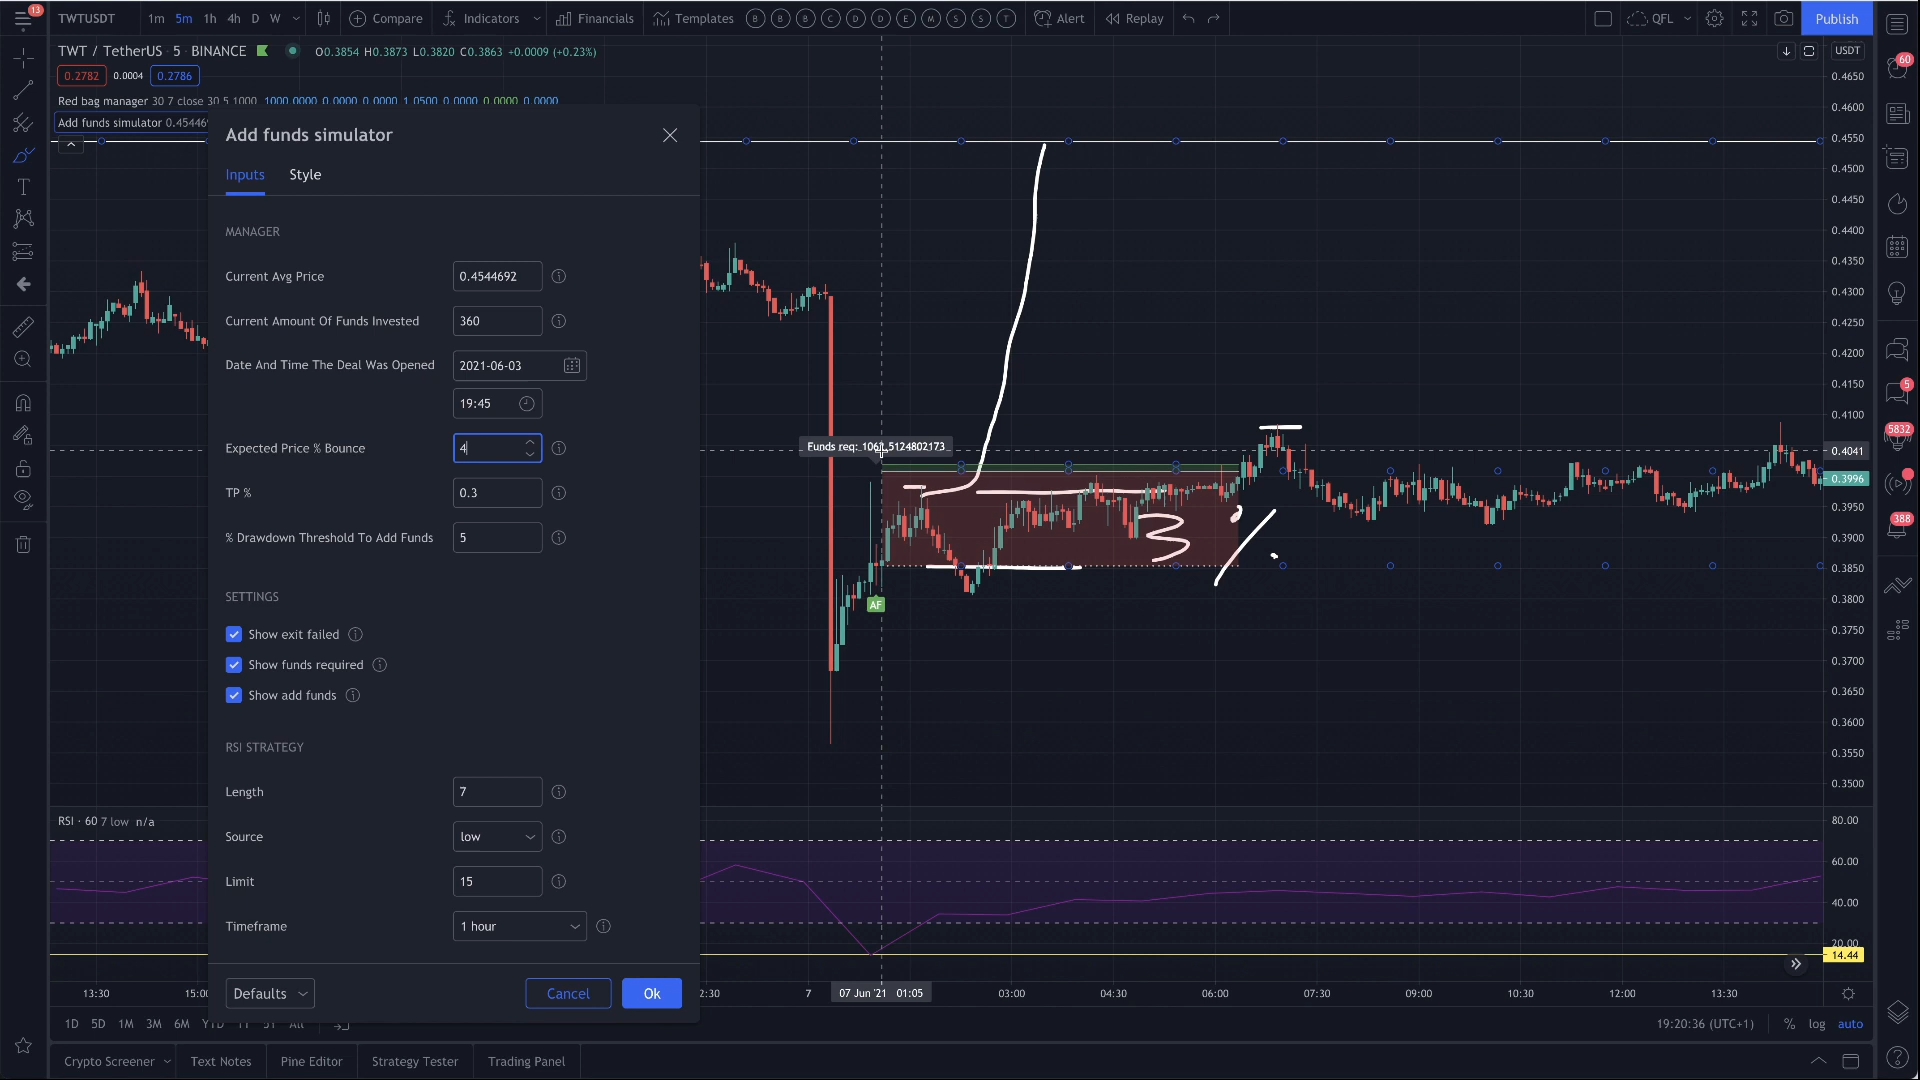 13
TWTUSDT 1m 5m 1h 4h D W Compare Indicators Financials Templates B B B C D D E M S S T Alert Replay QFL Publish
TWT / TetherUS · 5 · BINANCE O0.3854 H0.3873 L0.3820 C0.3863 +0.0009 (+0.23%)
0.2782 0.0004 0.2786
Red bag manager 30 7 close 30 5 1000 1000.0000 0.0000 0.0000 1.0500 0.0000 0.0000 0.0000
Add funds simulator 0.45446
Add funds simulator
Inputs Style
MANAGER
Current Avg Price 0.4544692
Current Amount Of Funds Invested 360
Date And Time The Deal Was Opened 2021-06-03
19:45
Expected Price % Bounce 4
TP % 0.3
% Drawdown Threshold To Add Funds 5
SETTINGS
Show exit failed
Show funds required
Show add funds
RSI STRATEGY
Length 7
Source low
Limit 15
Timeframe 1 hour
Defaults Cancel Ok
Funds req: 106 .5124802173
3 %
AF
USDT
0.4650
0.4600
0.4550
0.4500
0.4450
0.4400
0.4350
0.4300
0.4250
0.4200
0.4150
0.4100
0.4041
0.3996
0.3950
0.3900
0.3850
0.3800
0.3750
0.3700
0.3650
0.3600
0.3550
0.3500
RSI · 60 7 low n/a
80.00
60.00
40.00
20.00
14.44
13:30 15:00 2:30 7 07 Jun '21 01:05 03:00 04:30 06:00 07:30 09:00 10:30 12:00 13:30
1D 5D 1M 3M 6M YTD 1Y 5Y All 19:20:36 (UTC+1) % log auto
Crypto Screener Text Notes Pine Editor Strategy Tester Trading Panel
60
5
5832
388